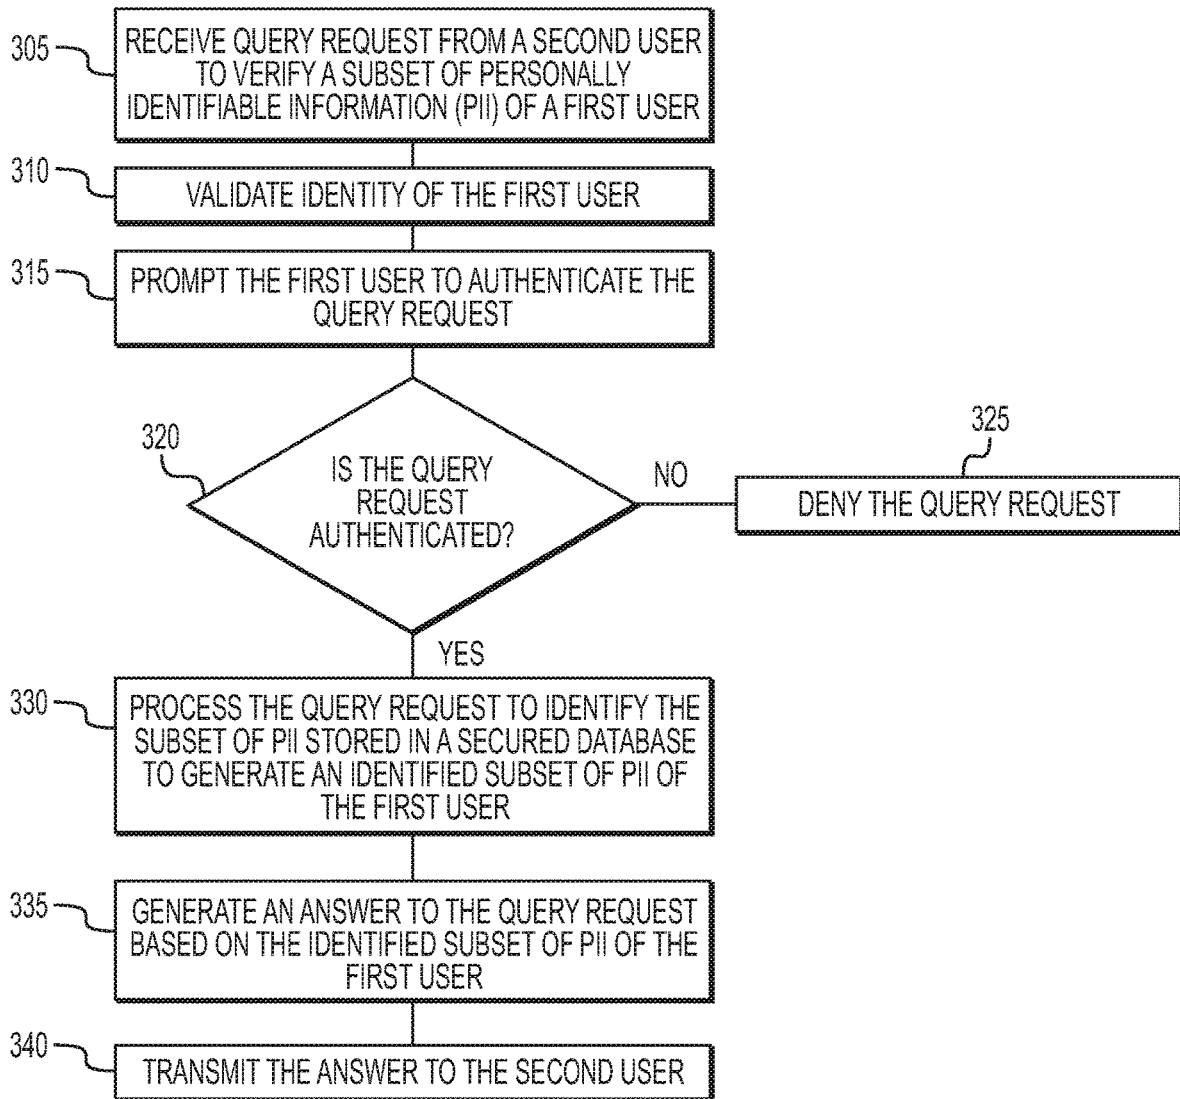 305
RECEIVE QUERY REQUEST FROM A SECOND USER
TO VERIFY A SUBSET OF PERSONALLY
IDENTIFIABLE INFORMATION (PII) OF A FIRST USER
310
VALIDATE IDENTITY OF THE FIRST USER
315
PROMPT THE FIRST USER TO AUTHENTICATE THE
QUERY REQUEST
320
IS THE QUERY
REQUEST
AUTHENTICATED?
NO
325
DENY THE QUERY REQUEST
YES
330
PROCESS THE QUERY REQUEST TO IDENTIFY THE
SUBSET OF PII STORED IN A SECURED DATABASE
TO GENERATE AN IDENTIFIED SUBSET OF PII OF
THE FIRST USER
335
GENERATE AN ANSWER TO THE QUERY REQUEST
BASED ON THE IDENTIFIED SUBSET OF PII OF THE
FIRST USER
340
TRANSMIT THE ANSWER TO THE SECOND USER